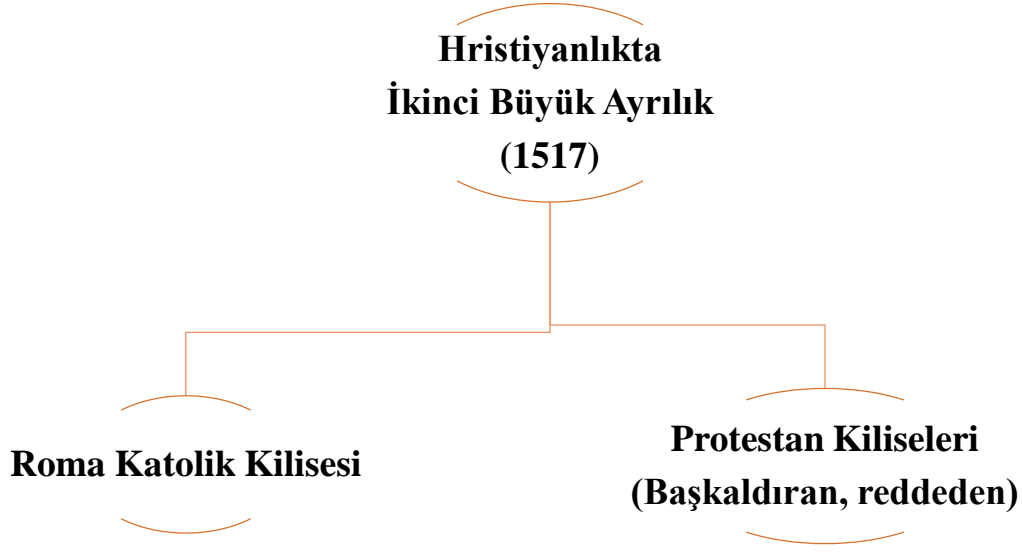 Hristiyanlıkta
İkinci Büyük Ayrılık
(1517)
Roma Katolik Kilisesi
Protestan Kiliseleri
(Başkaldıran, reddeden)